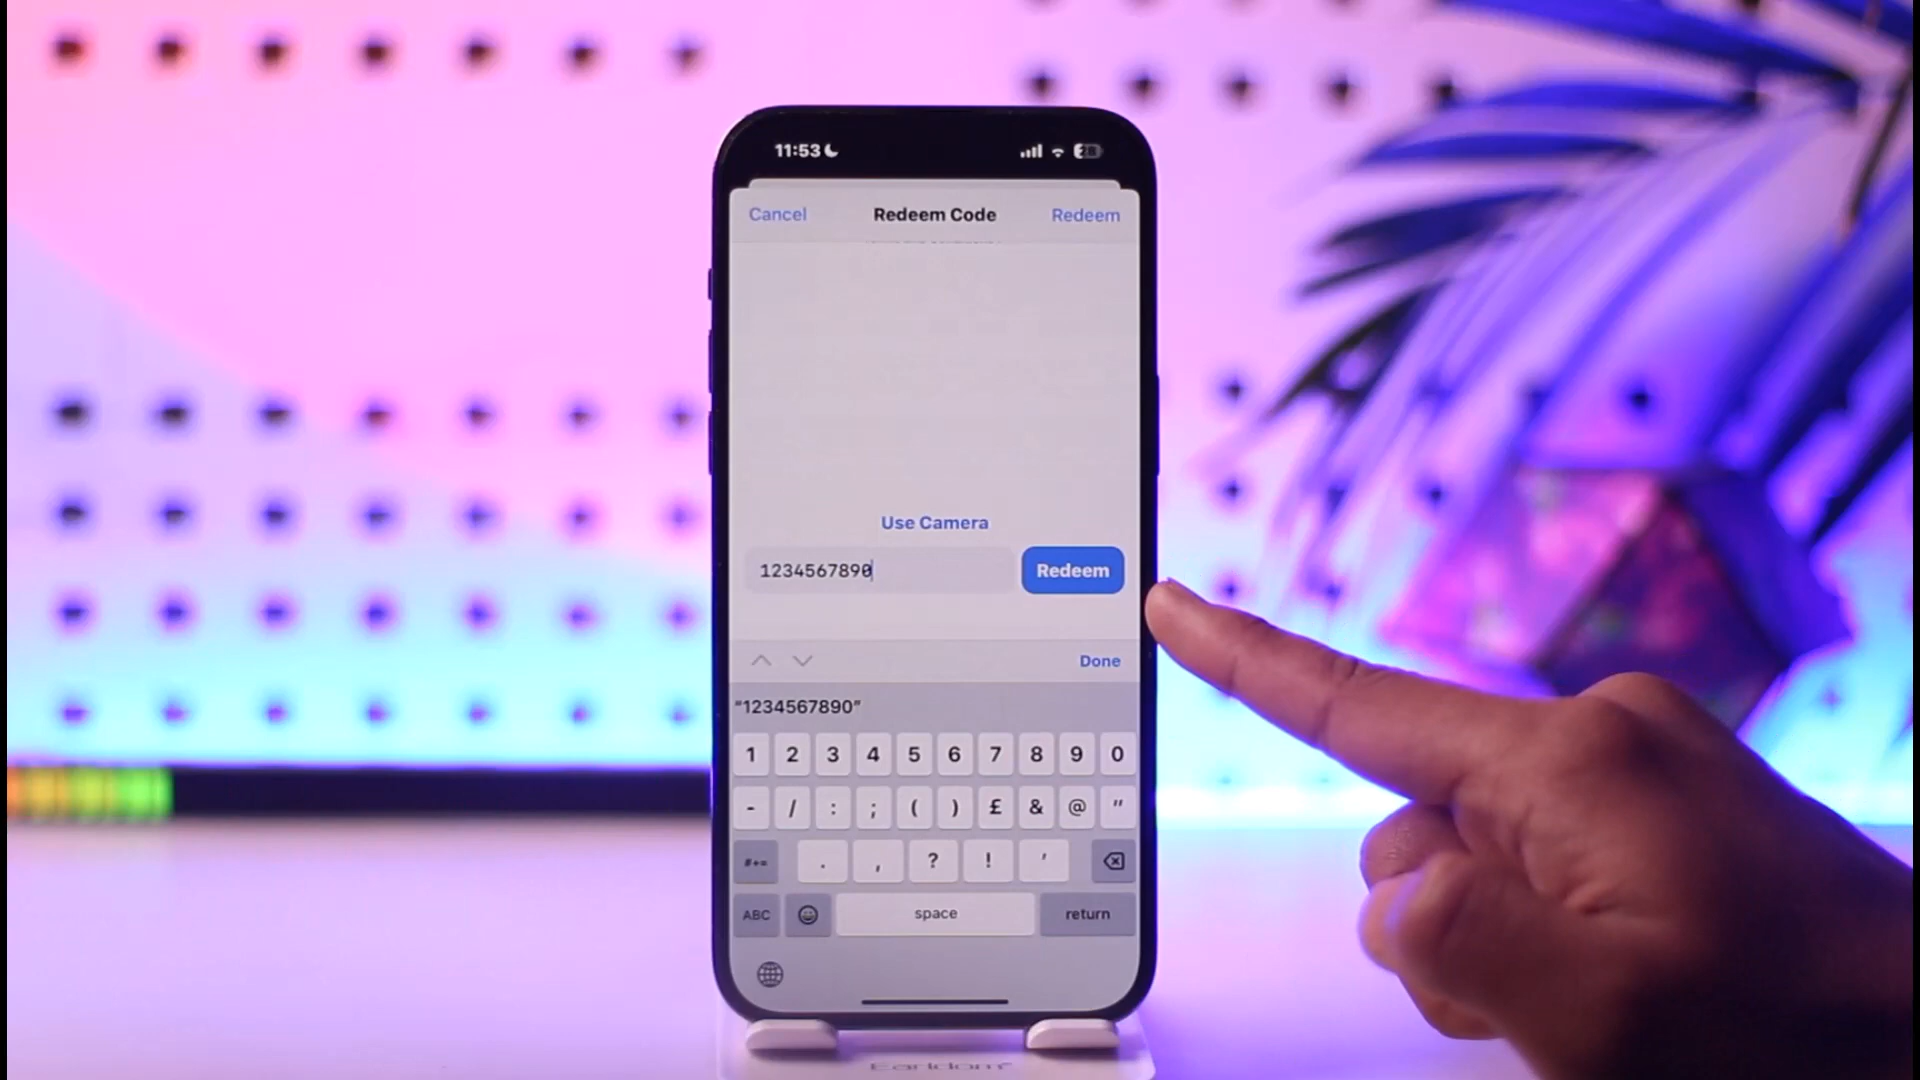 11:53
28
Cancel Redeem Code Redeem
Use Camera
1234567890 Redeem
Done
“1234567890”
1 2 3 4 5 6 7 8 9 0
- / : ; ( ) £ & @ "
#+= . , ? ! '
ABC space return